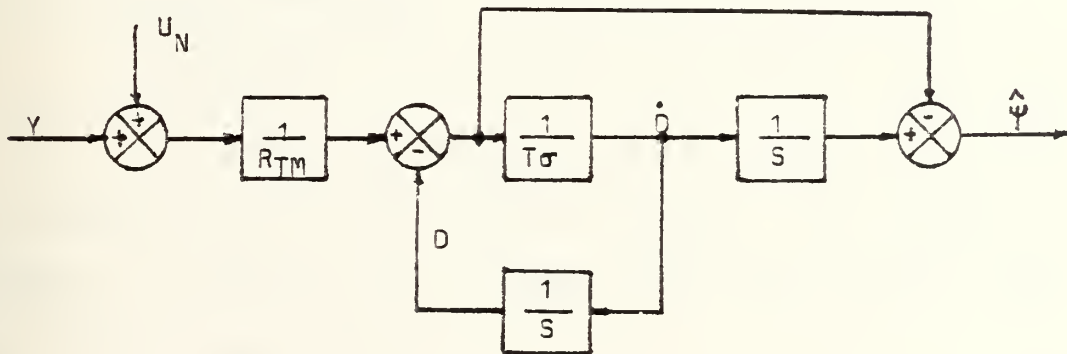 U_N
Y
+
+
1
R_TM
+
-
1
Tσ
Ḋ
1
S
-
+
ψ̂
D
1
S